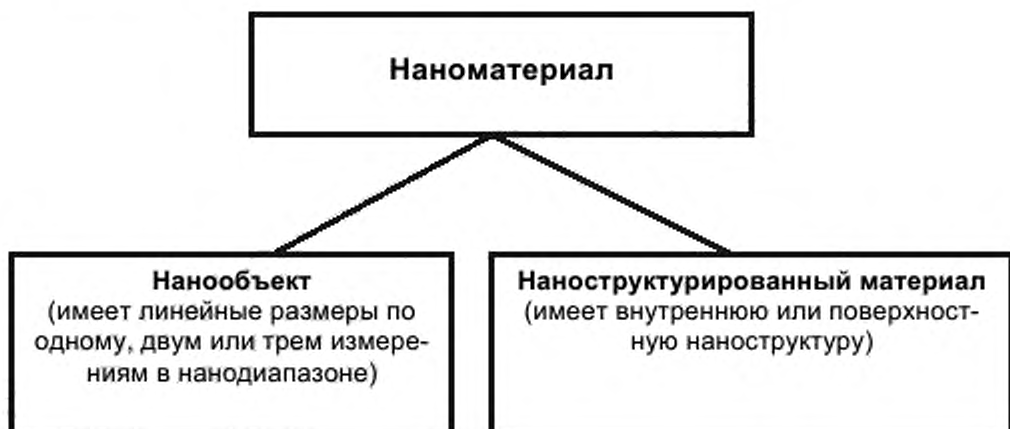 Наноматериал
Нанообъект
(имеет линейные размеры по
одному, двум или трем измере-
ниям в нанодиапазоне)
Наноструктурированный материал
(имеет внутреннюю или поверхност-
ную наноструктуру)